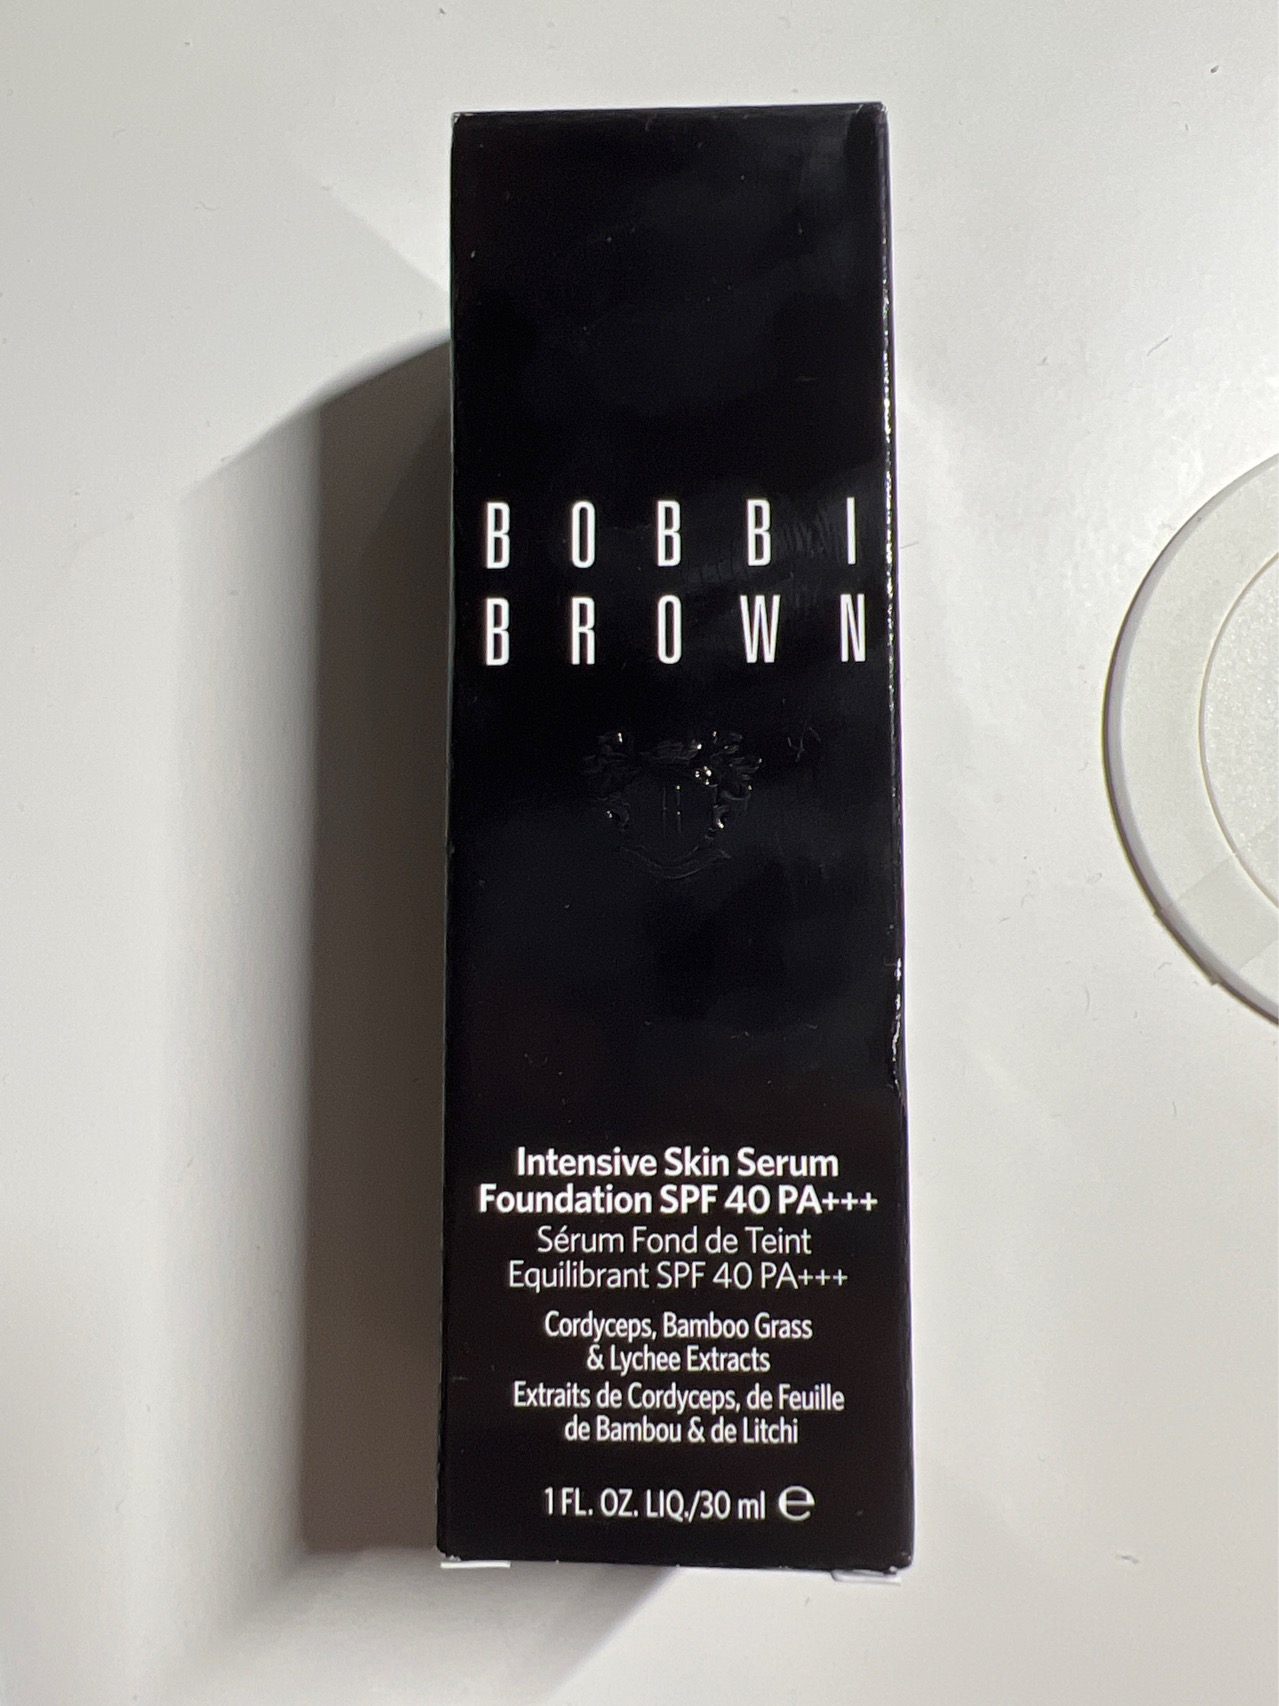 BOBBI
BROWN
Intensive Skin Serum
Foundation SPF 40 PA+++
Sérum Fond de Teint
Equilibrant SPF 40 PA+++
Cordyceps, Bamboo Grass
& Lychee Extracts
Extraits de Cordyceps, de Feuille
de Bambou & de Litchi
1 FL. OZ. LIQ./30 ml ℮